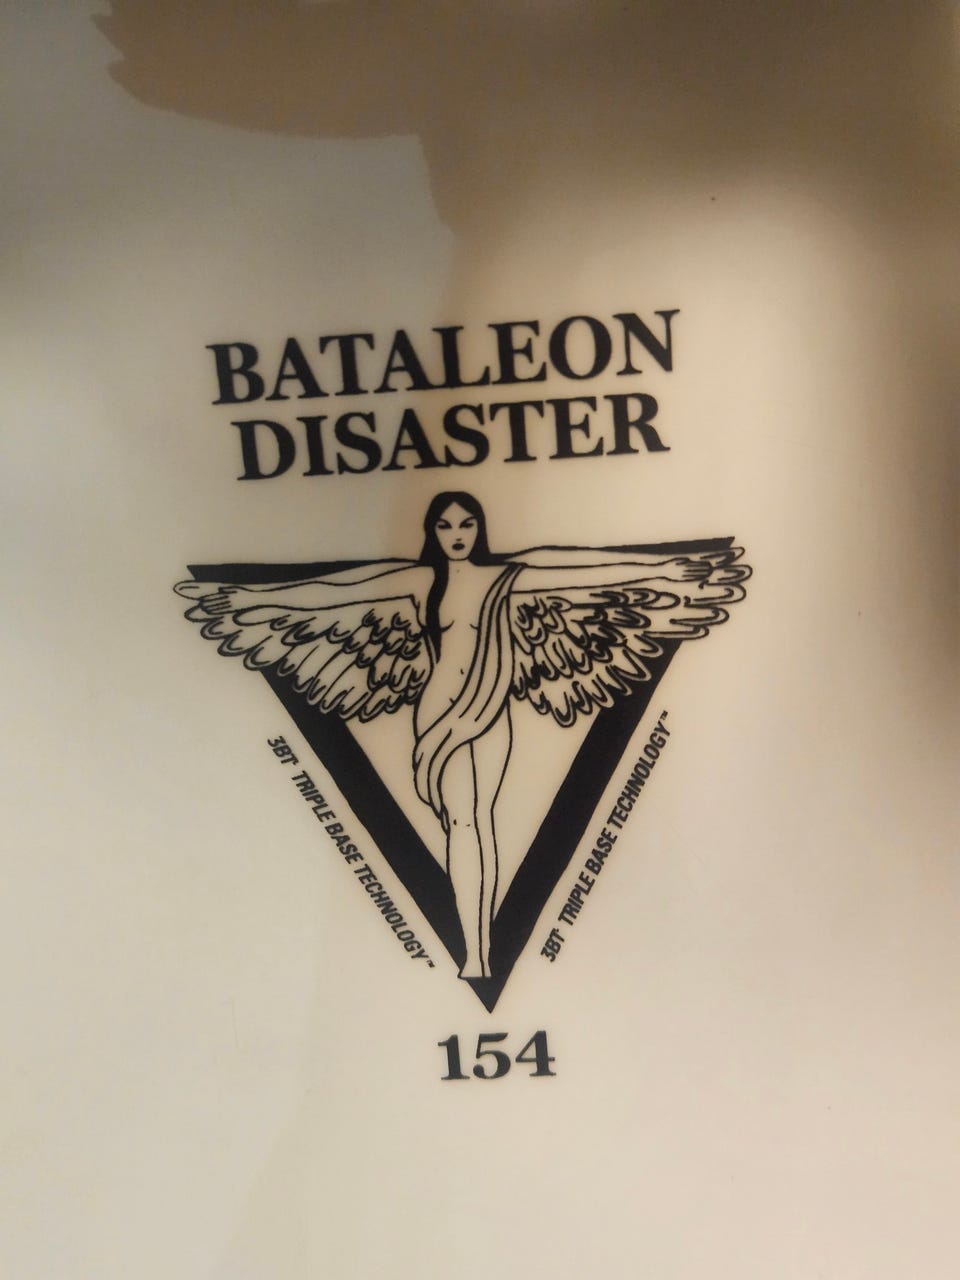 BATALEON
DISASTER
3BT™ TRIPLE BASE TECHNOLOGY™
3BT™ TRIPLE BASE TECHNOLOGY™
154